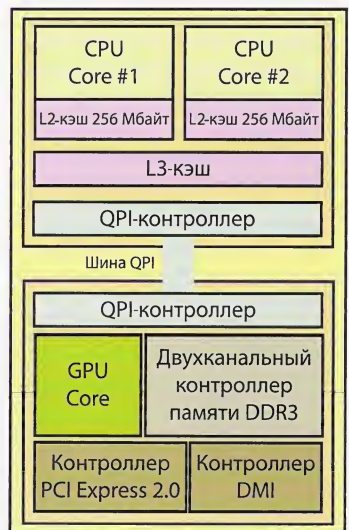 CPU
Core #1
CPU
Core #2
L2-кэш 256 Мбайт
L2-кэш 256 Мбайт
L3-кэш
QPI-контроллер
Шина QPI
QPI-контроллер
GPU
Core
Двухканальный
контроллер
памяти DDR3
Контроллер
PCI Express 2.0
Контроллер
DMI